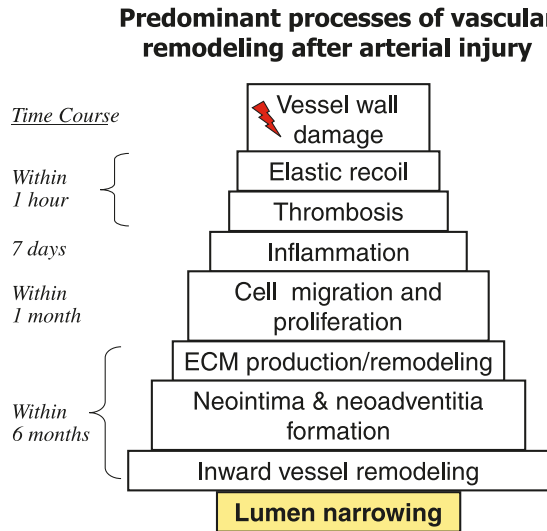 Predominant processes of vascular
remodeling after arterial injury
Time Course
Vessel wall
damage
Within
1 hour
Elastic recoil
Thrombosis
7 days
Inflammation
Within
1 month
Cell migration and
proliferation
Within
6 months
ECM production/remodeling
Neointima & neoadventitia
formation
Inward vessel remodeling
Lumen narrowing